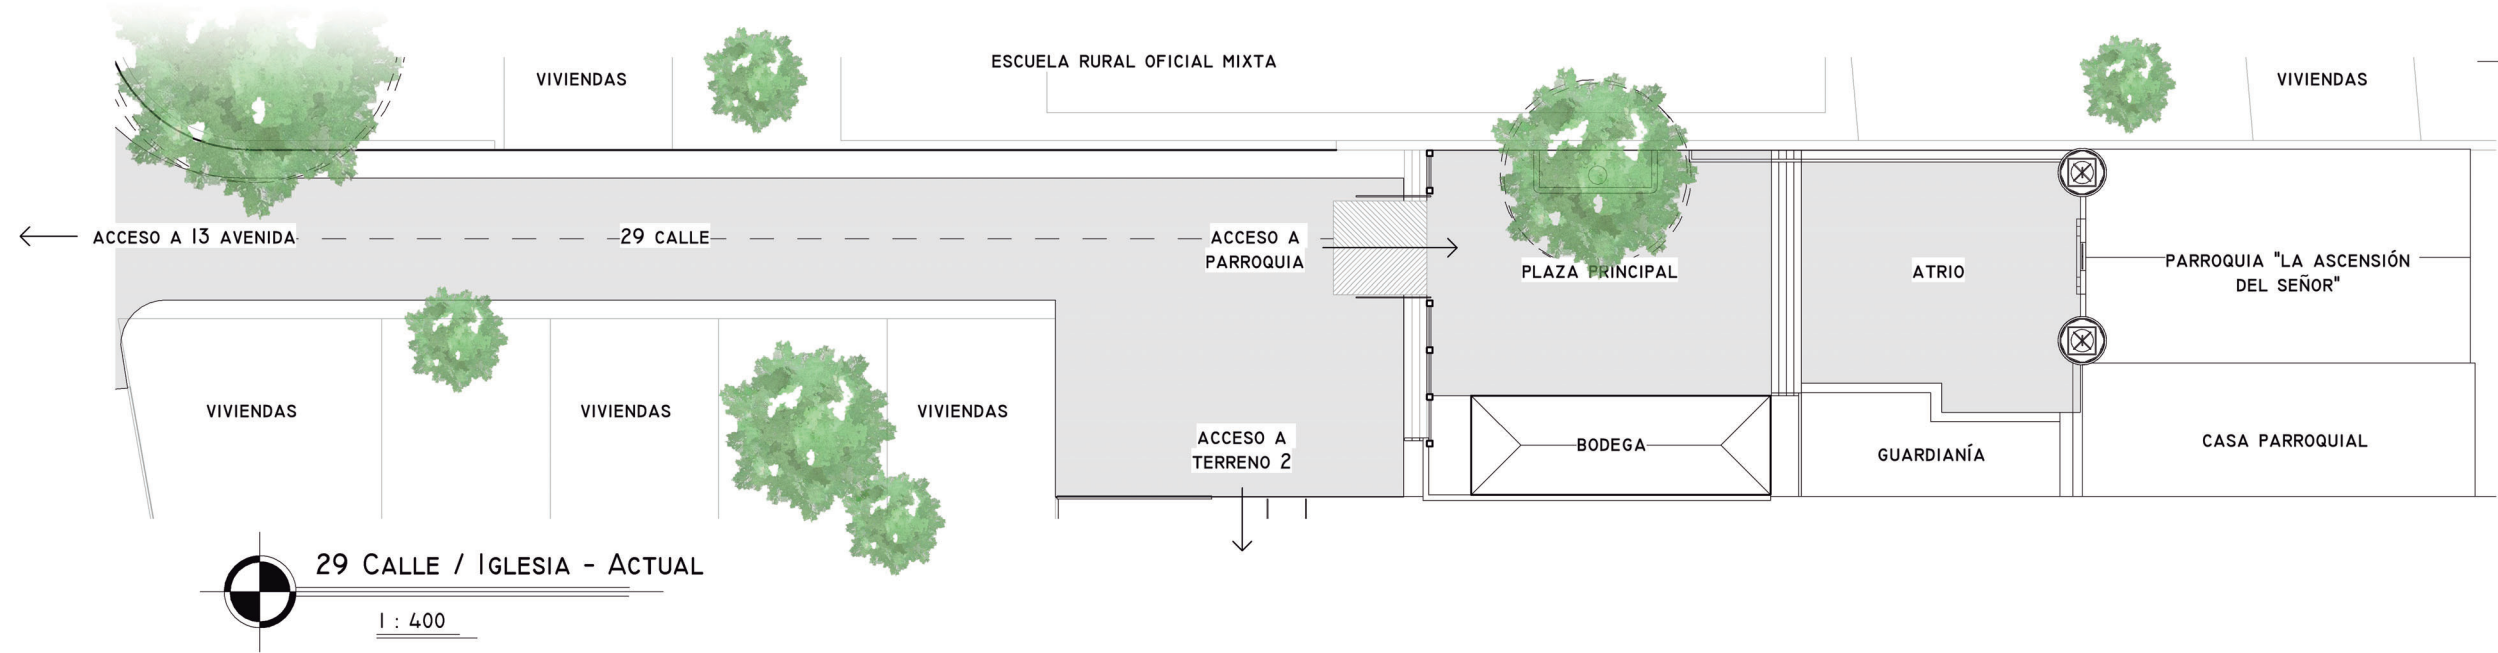 ESCUELA RURAL OFICIAL MIXTA
VIVIENDAS
VIVIENDAS
ACCESO A 13 AVENIDA
29 CALLE
ACCESO A
PARROQUIA
PLAZA PRINCIPAL
ATRIO
PARROQUIA "LA ASCENSIÓN
DEL SEÑOR"
VIVIENDAS
VIVIENDAS
VIVIENDAS
ACCESO A
TERRENO 2
BODEGA
GUARDIANÍA
CASA PARROQUIAL
29 CALLE / IGLESIA - ACTUAL
1 : 400